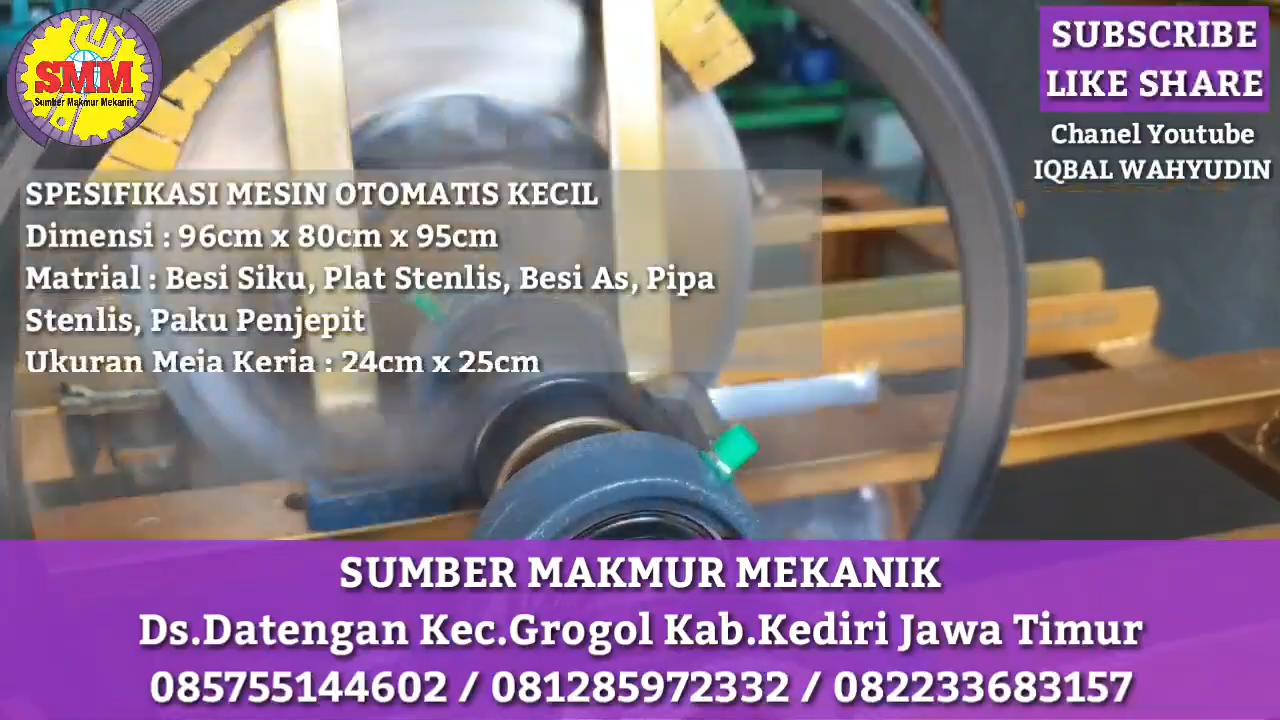 SMM
Sumber Makmur Mekanik
SUBSCRIBE
LIKE SHARE
Chanel Youtube
IQBAL WAHYUDIN
SPESIFIKASI MESIN OTOMATIS KECIL
Dimensi : 96cm x 80cm x 95cm
Matrial : Besi Siku, Plat Stenlis, Besi As, Pipa
Stenlis, Paku Penjepit
Ukuran Meja Kerja : 24cm x 25cm
SUMBER MAKMUR MEKANIK
Ds.Datengan Kec.Grogol Kab.Kediri Jawa Timur
085755144602 / 081285972332 / 082233683157